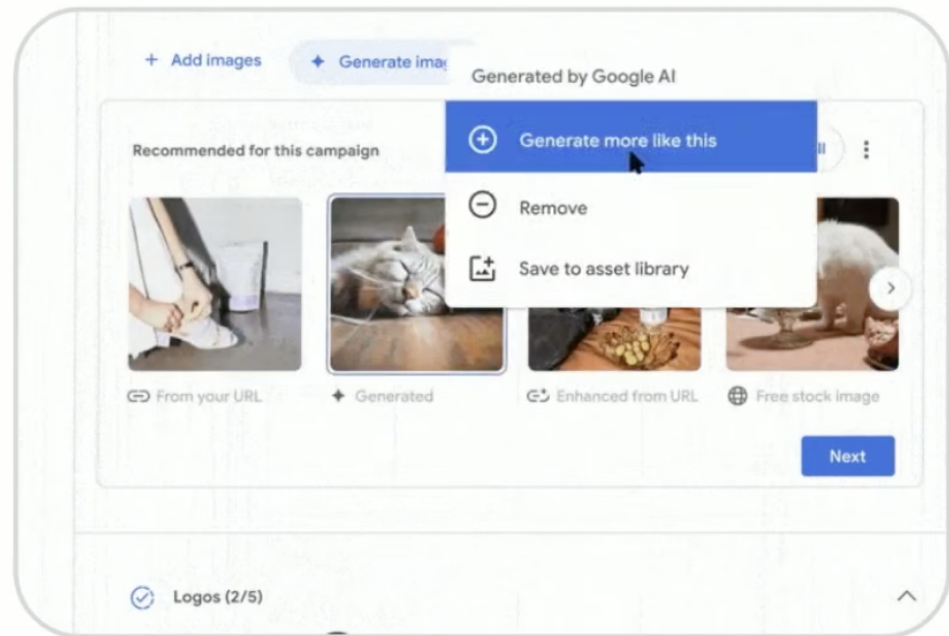 + Add images
Generate
Generated by Google AI
Generate more like this
Recommended for this campaign
Remove
Save to asset library
From your URL
Generated
Enhanced from URL
Free stock image
Next
Logos (2/5)